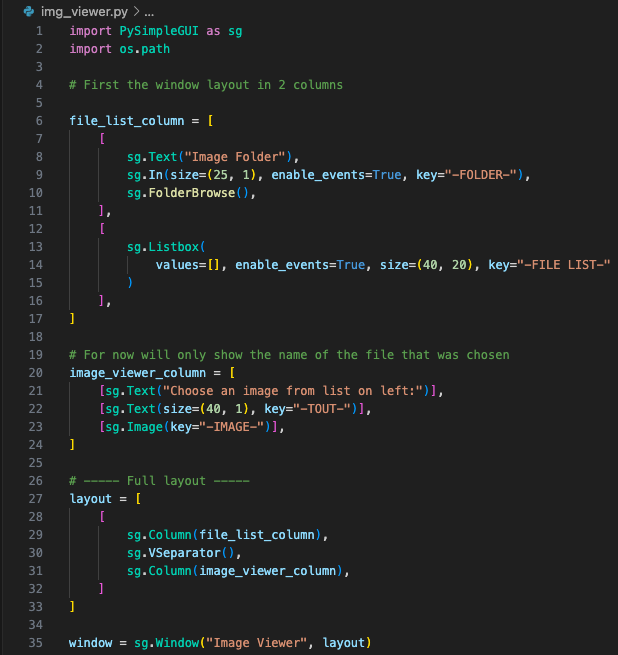 img_viewer.py > ...
1 import PySimpleGUI as sg
2 import os.path
3
4 # First the window layout in 2 columns
5
6 file_list_column = [
7     [
8         sg.Text("Image Folder"),
9         sg.In(size=(25, 1), enable_events=True, key="-FOLDER-"),
10         sg.FolderBrowse(),
11     ],
12     [
13         sg.Listbox(
14             values=[], enable_events=True, size=(40, 20), key="-FILE LIST-"
15         )
16     ],
17 ]
18
19 # For now will only show the name of the file that was chosen
20 image_viewer_column = [
21     [sg.Text("Choose an image from list on left:")],
22     [sg.Text(size=(40, 1), key="-TOUT-")],
23     [sg.Image(key="-IMAGE-")],
24 ]
25
26 # ----- Full layout -----
27 layout = [
28     [
29         sg.Column(file_list_column),
30         sg.VSeparator(),
31         sg.Column(image_viewer_column),
32     ]
33 ]
34
35 window = sg.Window("Image Viewer", layout)